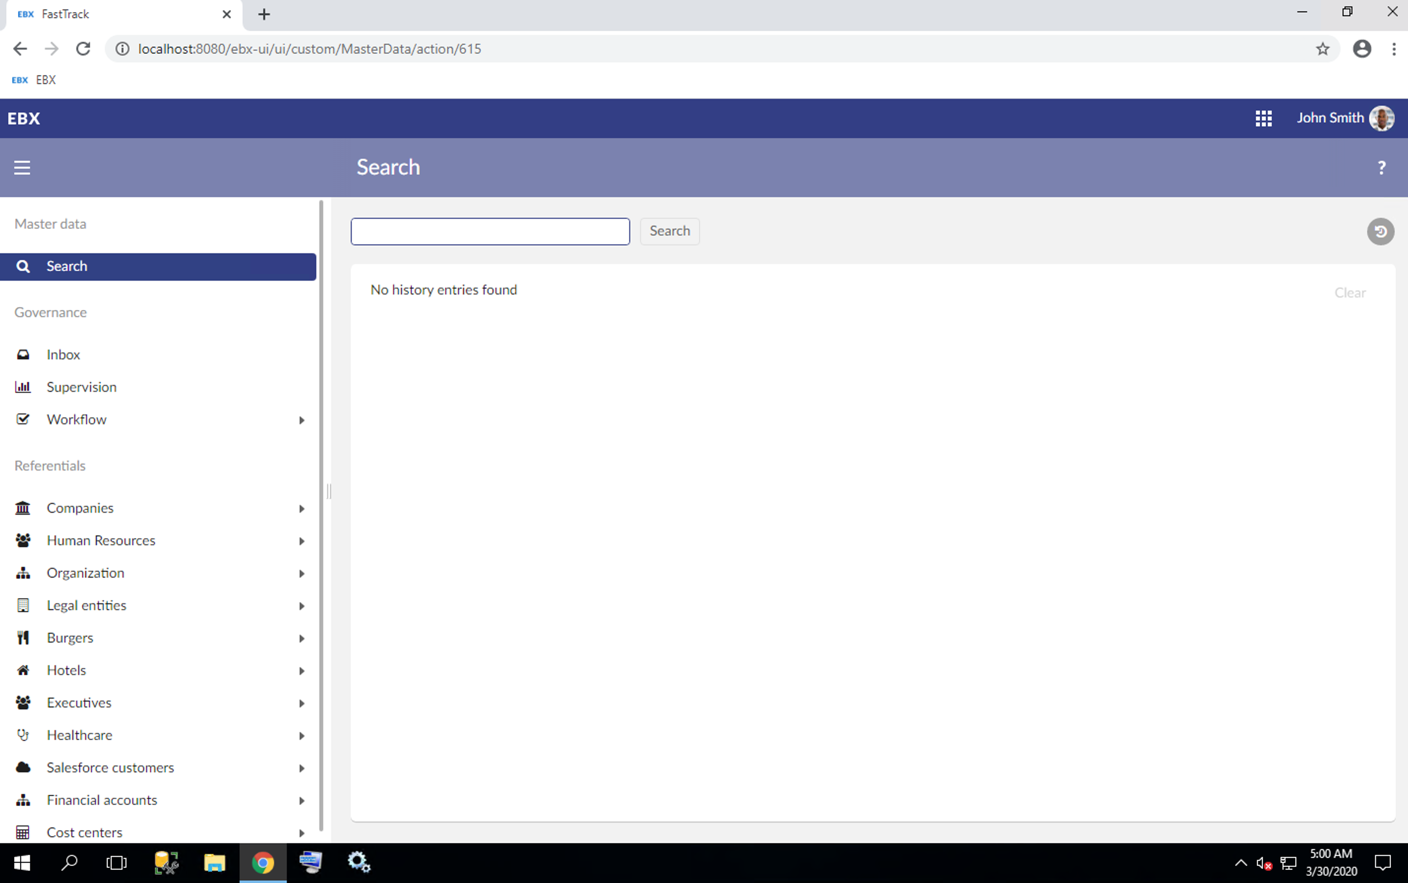 EBX FastTrack
localhost:8080/ebx-ui/ui/custom/MasterData/action/615
EBX EBX
EBX
John Smith
Search
?
Master data
Search
Search
No history entries found
Clear
Governance
Inbox
Supervision
Workflow
Referentials
Companies
Human Resources
Organization
Legal entities
Burgers
Hotels
Executives
Healthcare
Salesforce customers
Financial accounts
Cost centers
5:00 AM
3/30/2020